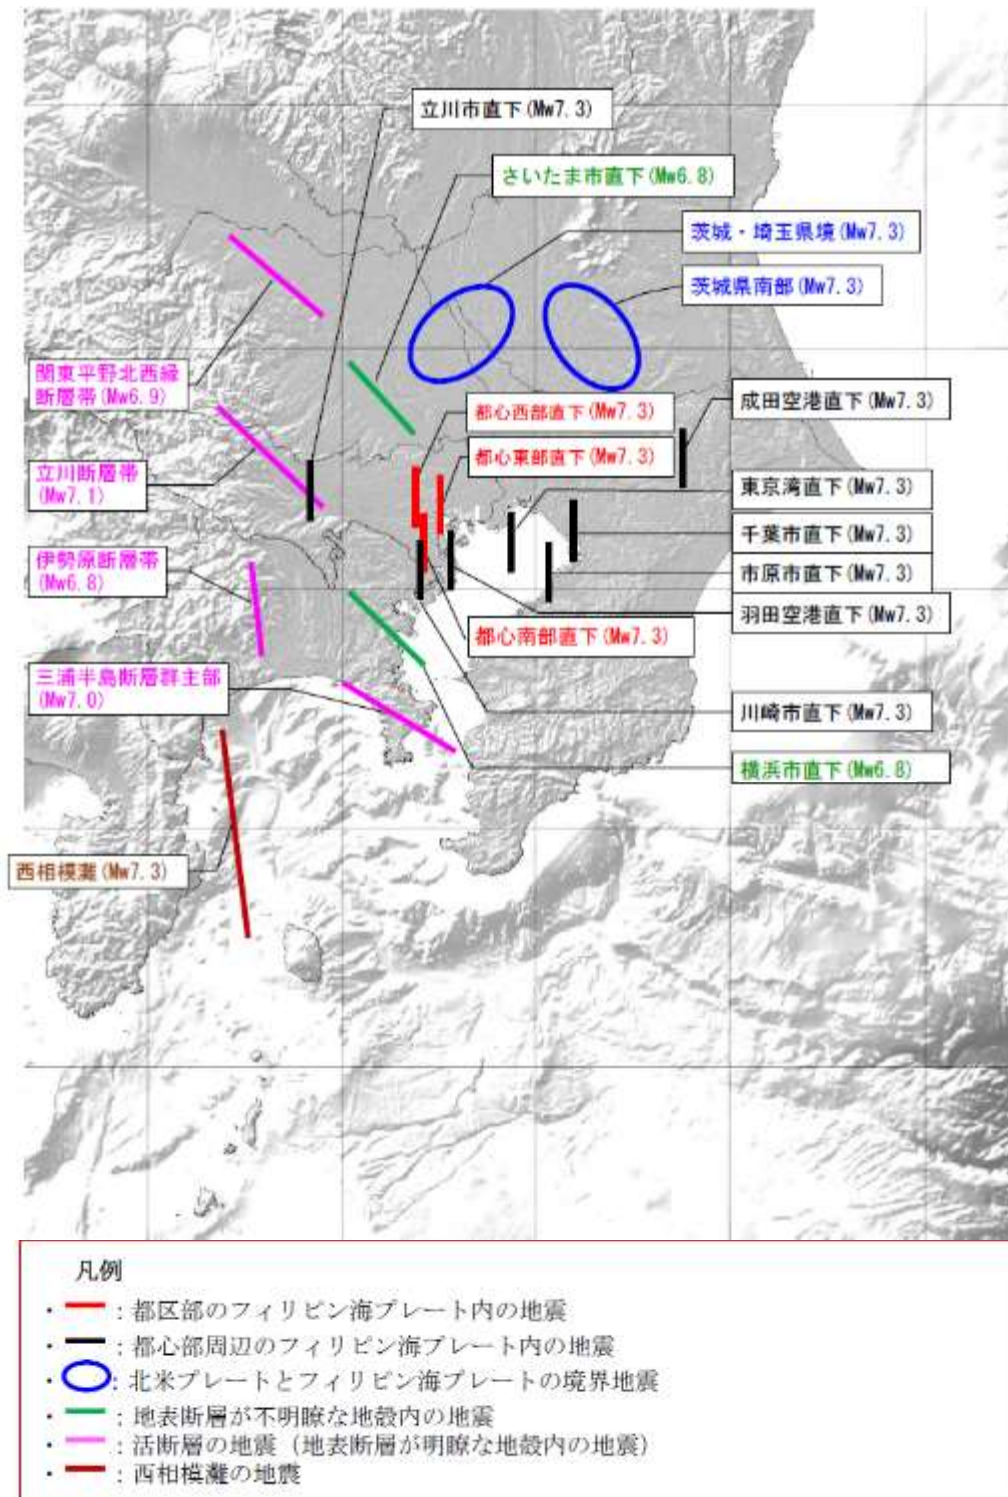 立川市直下(Mw7.3)
さいたま市直下(Mw6.8)
茨城・埼玉県境(Mw7.3)
茨城県南部(Mw7.3)
関東平野北西縁
断層帯(Mw6.9)
都心西部直下(Mw7.3)
成田空港直下(Mw7.3)
都心東部直下(Mw7.3)
立川断層帯
(Mw7.1)
東京湾直下(Mw7.3)
千葉市直下(Mw7.3)
伊勢原断層帯
(Mw6.8)
市原市直下(Mw7.3)
羽田空港直下(Mw7.3)
都心南部直下(Mw7.3)
三浦半島断層群主部
(Mw7.0)
川崎市直下(Mw7.3)
横浜市直下(Mw6.8)
西相模灘(Mw7.3)
凡例
・ : 都区部のフィリピン海プレート内の地震
・ : 都心部周辺のフィリピン海プレート内の地震
・ : 北米プレートとフィリピン海プレートの境界地震
・ : 地表断層が不明瞭な地殻内の地震
・ : 活断層の地震(地表断層が明瞭な地殻内の地震)
・ : 西相模灘の地震